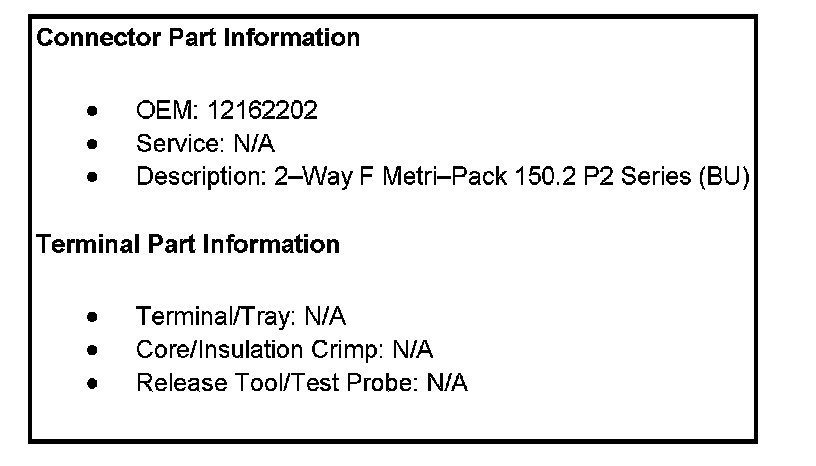 Connector Part Information
• OEM: 12162202
• Service: N/A
• Description: 2–Way F Metri–Pack 150.2 P2 Series (BU)
Terminal Part Information
• Terminal/Tray: N/A
• Core/Insulation Crimp: N/A
• Release Tool/Test Probe: N/A